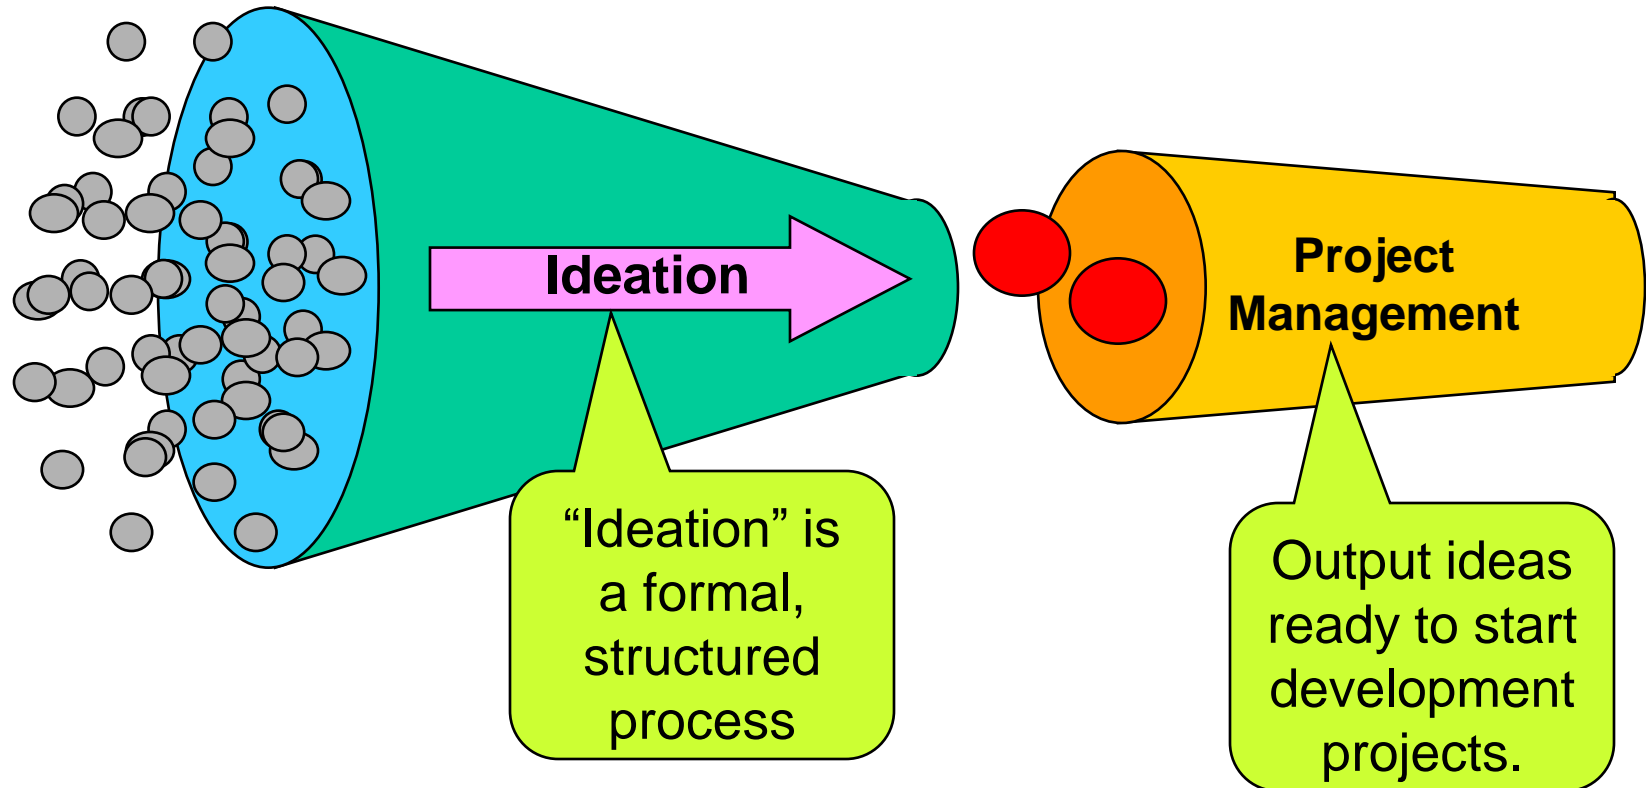 Ideation
Project
Management
“Ideation” is
a formal,
structured
process
Output ideas
ready to start
development
projects.